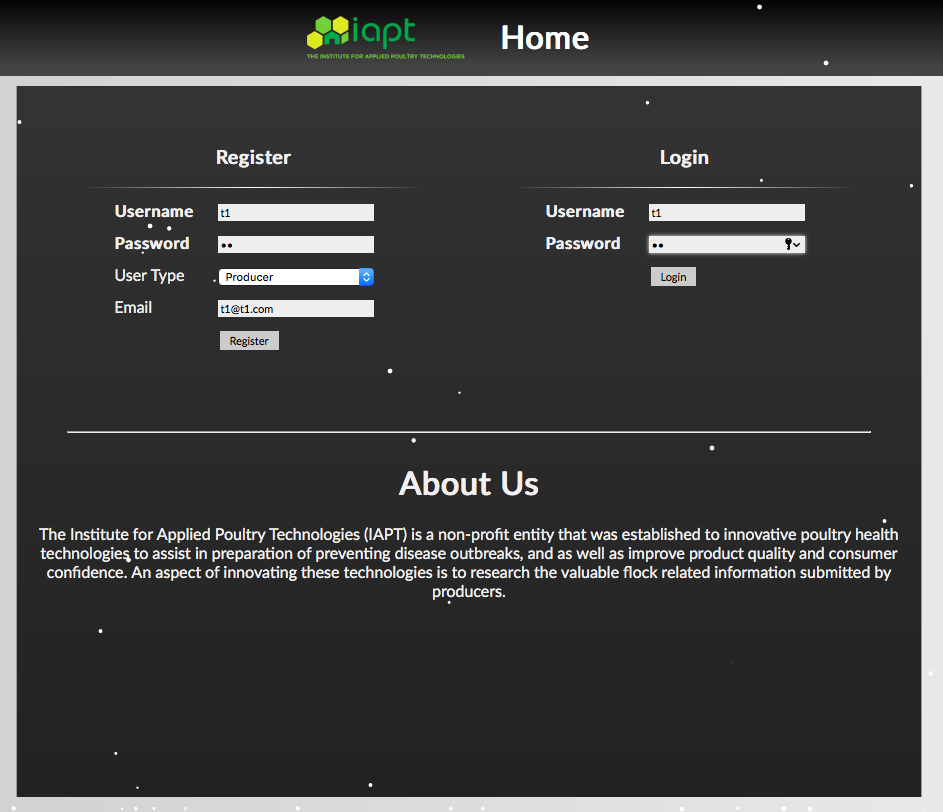 iapt
THE INSTITUTE FOR APPLIED POULTRY TECHNOLOGIES
Home
Register
Username t1
Password ••
User Type Producer
Email t1@t1.com
Register
Login
Username t1
Password ••
Login
About Us
The Institute for Applied Poultry Technologies (IAPT) is a non-profit entity that was established to innovative poultry health
technologies to assist in preparation of preventing disease outbreaks, and as well as improve product quality and consumer
confidence. An aspect of innovating these technologies is to research the valuable flock related information submitted by
producers.